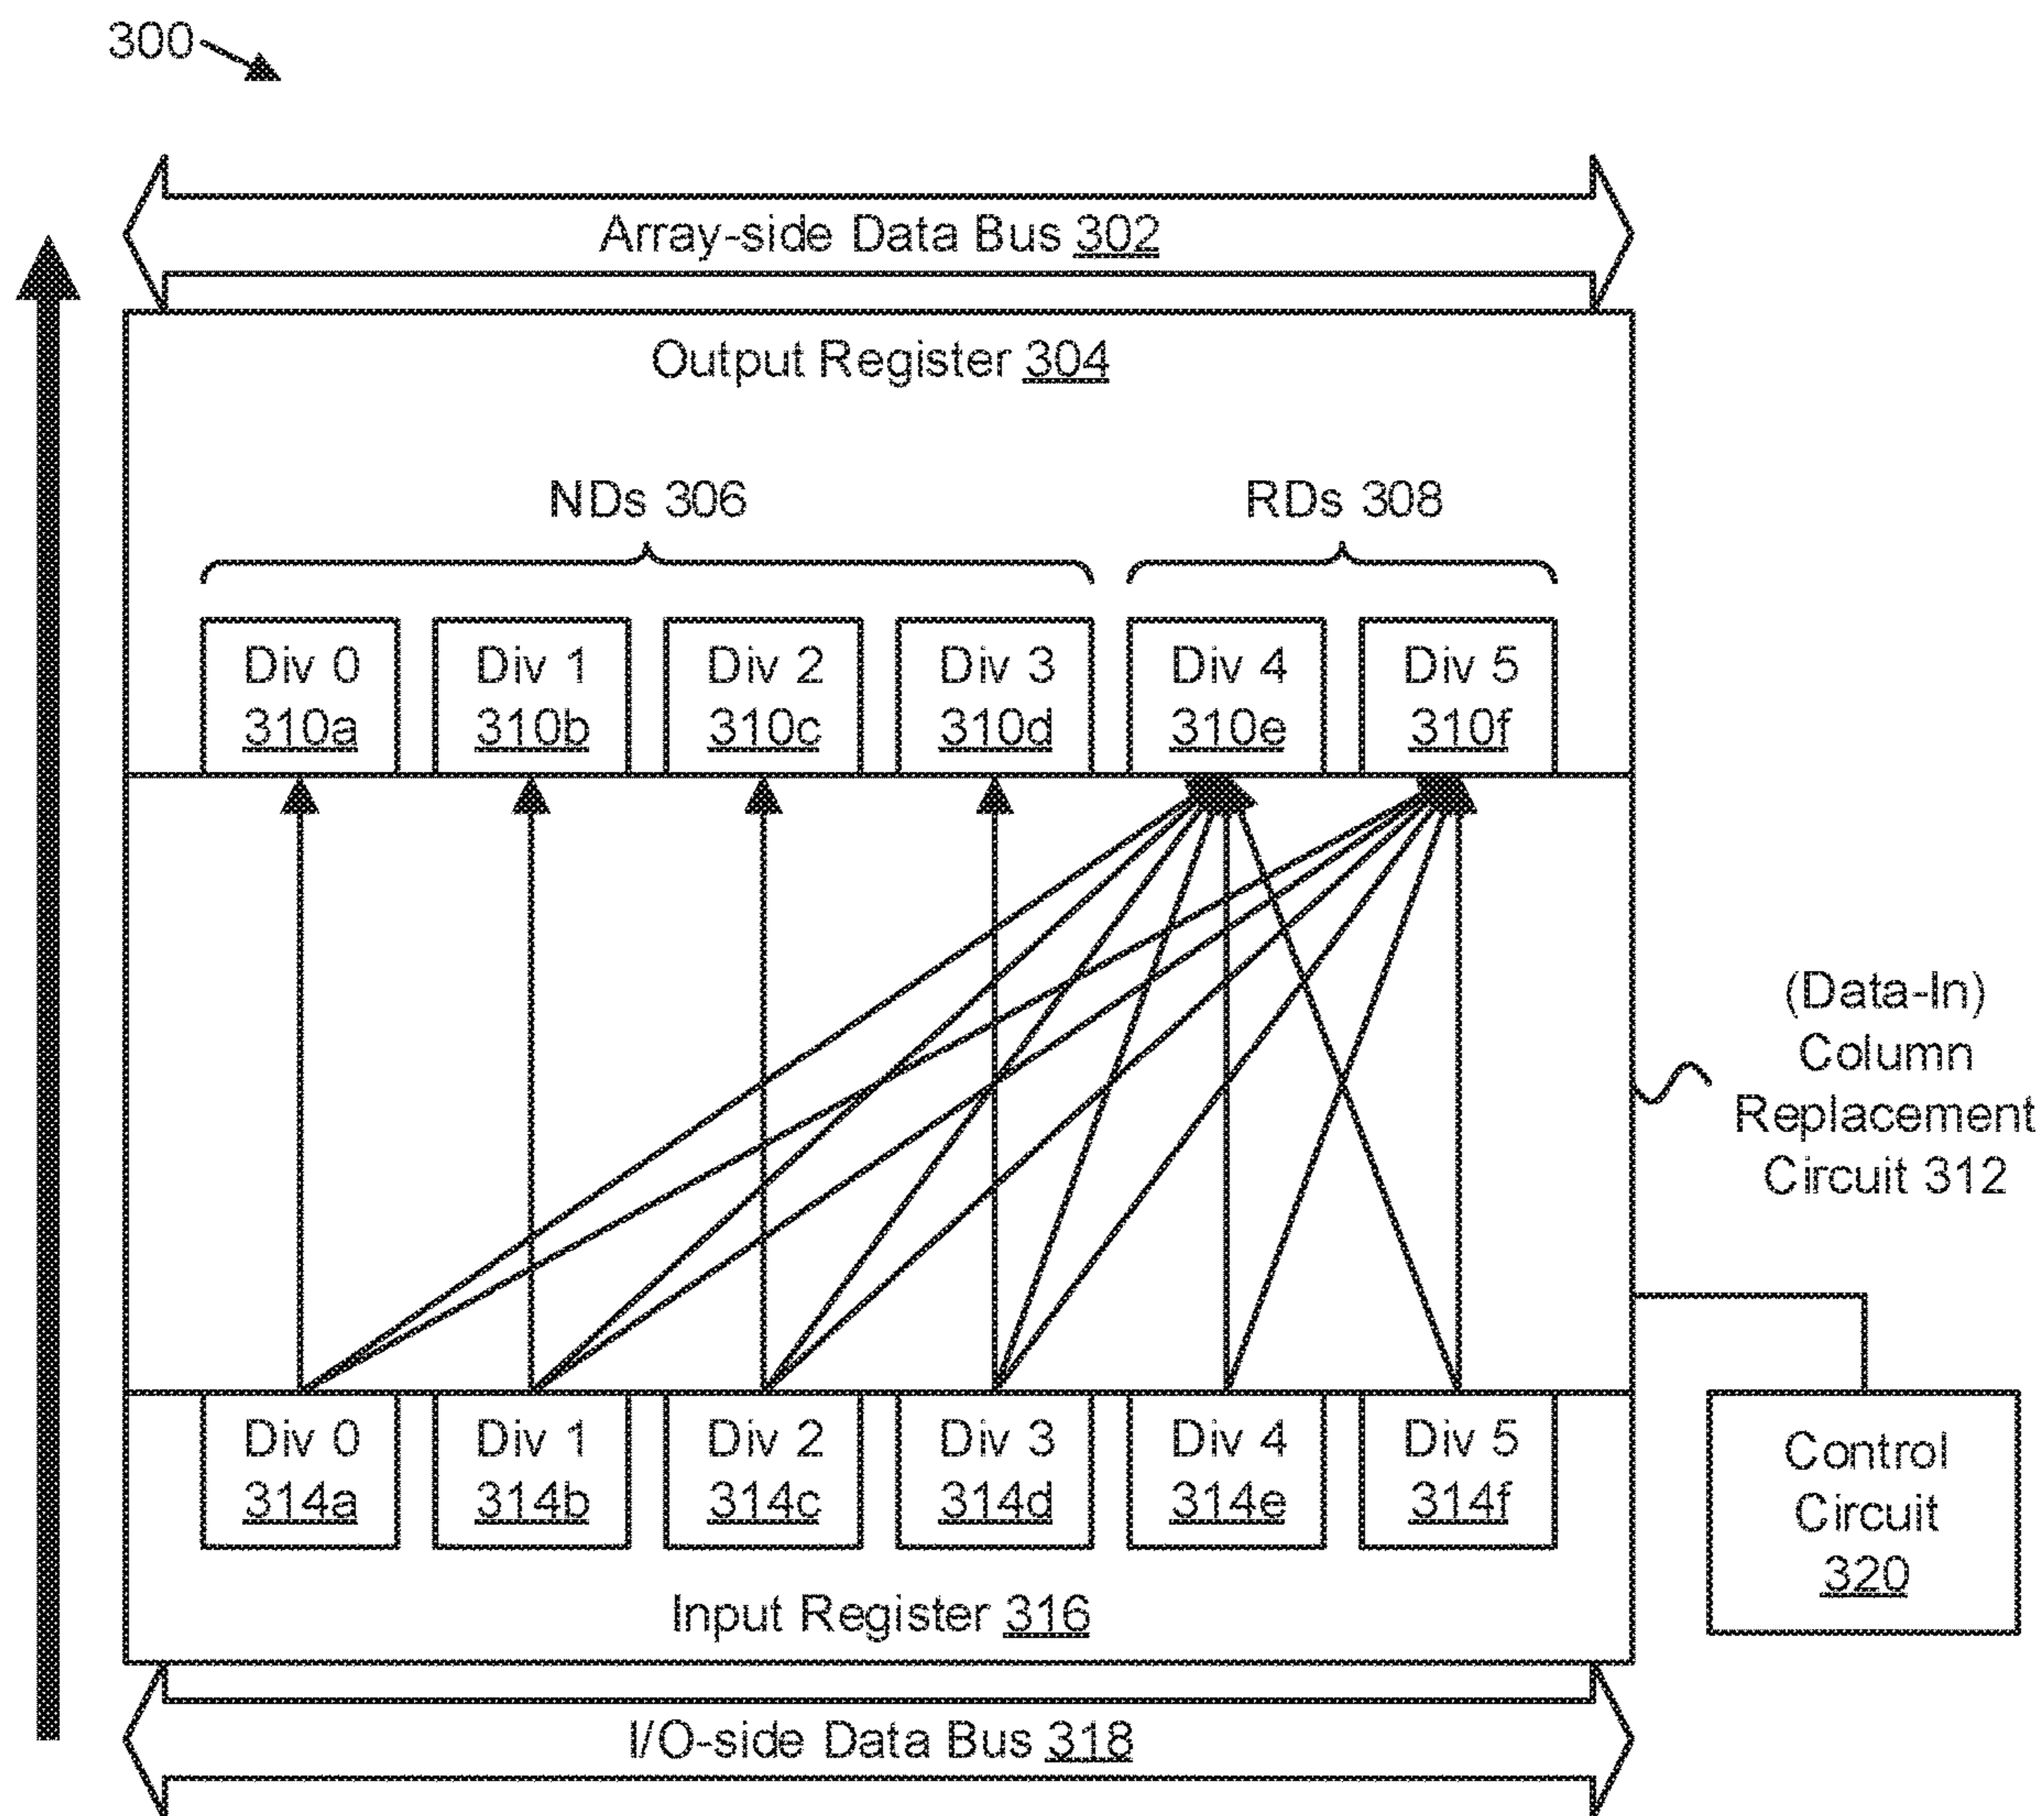 300
Array-side Data Bus 302
Output Register 304
NDs 306
RDs 308
Div 0
310a
Div 1
310b
Div 2
310c
Div 3
310d
Div 4
310e
Div 5
310f
(Data-In)
Column
Replacement
Circuit 312
Div 0
314a
Div 1
314b
Div 2
314c
Div 3
314d
Div 4
314e
Div 5
314f
Control
Circuit
320
Input Register 316
I/O-side Data Bus 318